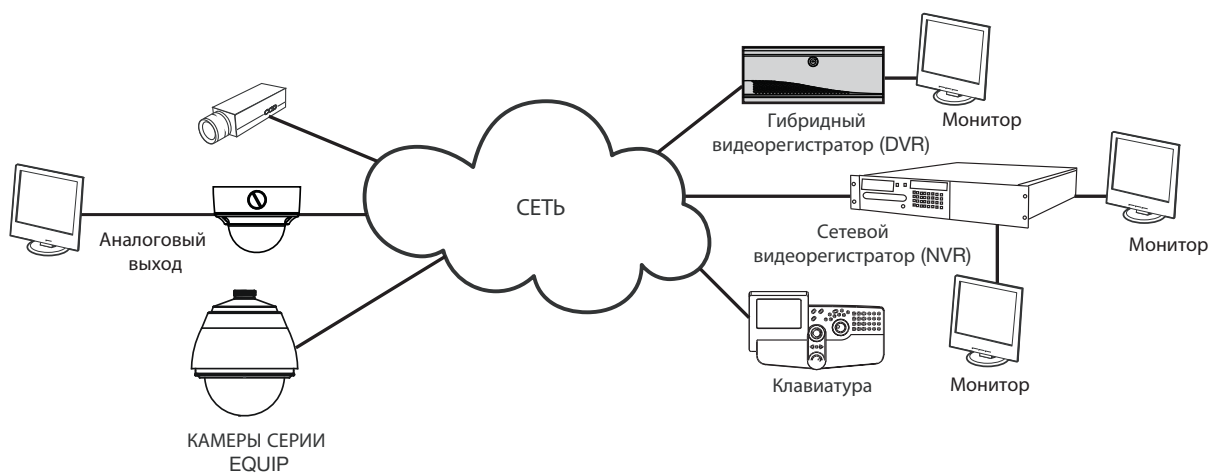 Гибридный
видеорегистратор (DVR)
Монитор
СЕТЬ
Аналоговый
выход
Сетевой
видеорегистратор (NVR)
Монитор
Клавиатура
Монитор
КАМЕРЫ СЕРИИ
EQUIP